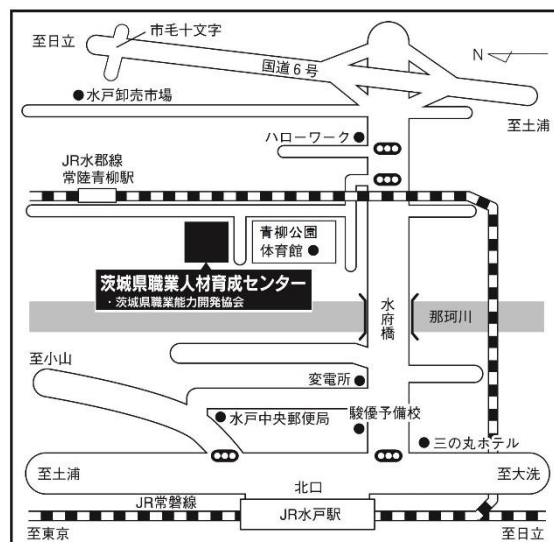 市毛十文字
至日立
国道6号
N
水戸卸売市場
至土浦
ハローワーク
JR水郡線
常陸青柳駅
青柳公園
体育館
茨城県職業人材育成センター
・茨城県職業能力開発協会
水府橋
那珂川
至小山
変電所
水戸中央郵便局
駿優予備校
三の丸ホテル
至土浦
至大洗
北口
JR常磐線
JR水戸駅
至東京
至日立